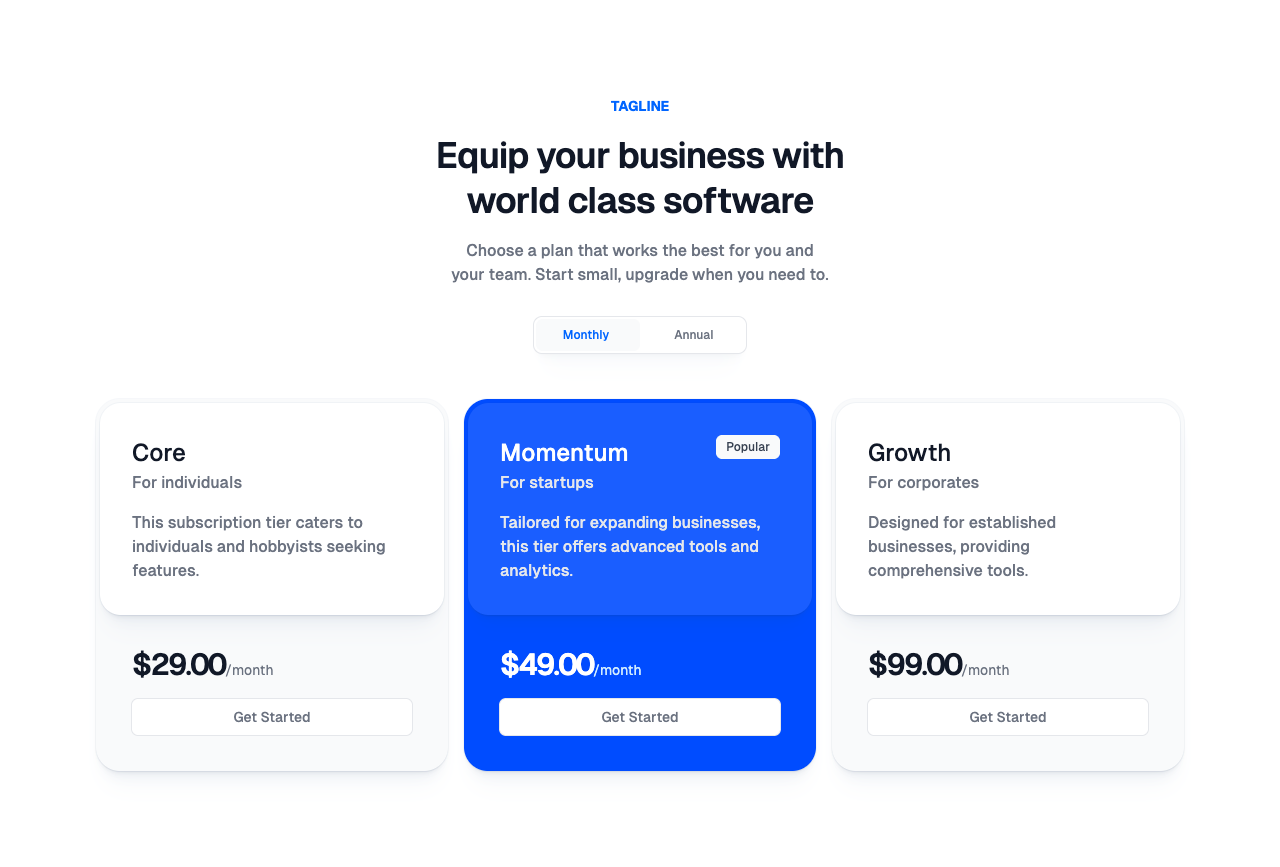 TAGLINE
Equip your business with
world class software
Choose a plan that works the best for you and
your team. Start small, upgrade when you need to.
Monthly
Annual
Core
For individuals
This subscription tier caters to
individuals and hobbyists seeking
features.
$29.00/month
Get Started
Momentum
Popular
For startups
Tailored for expanding businesses,
this tier offers advanced tools and
analytics.
$49.00/month
Get Started
Growth
For corporates
Designed for established
businesses, providing
comprehensive tools.
$99.00/month
Get Started